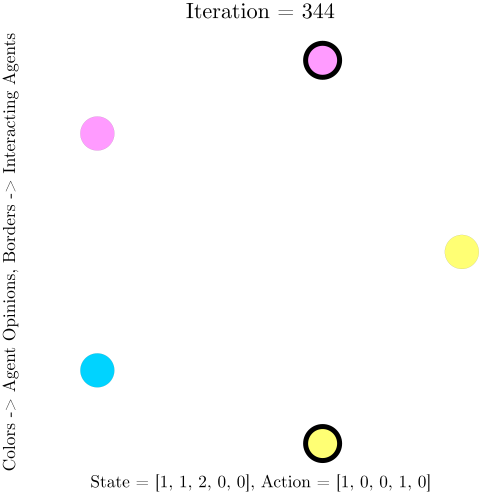 Iteration = 344
Colors -> Agent Opinions, Borders -> Interacting Agents
State = [1, 1, 2, 0, 0], Action = [1, 0, 0, 1, 0]